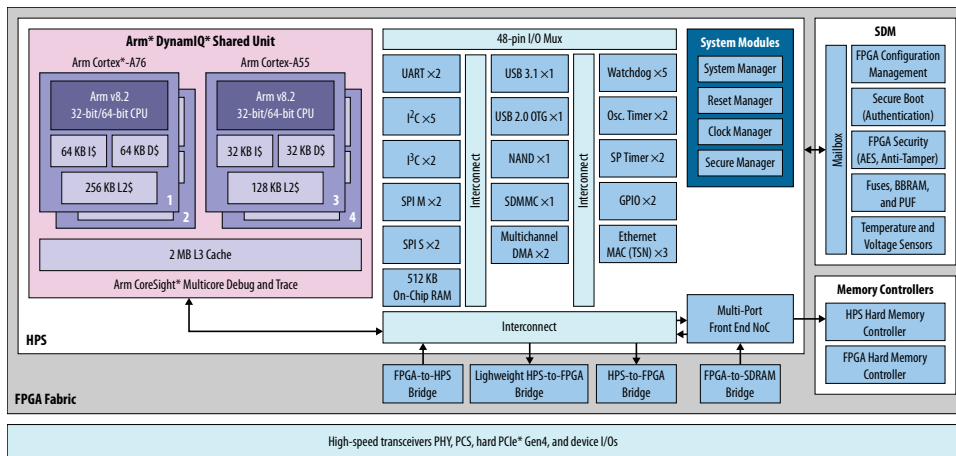 Arm* DynamIQ* Shared Unit
Arm Cortex*-A76
Arm v8.2
32-bit/64-bit CPU
64 KB I$
64 KB D$
256 KB L2$
1
2
Arm Cortex-A55
Arm v8.2
32-bit/64-bit CPU
32 KB I$
32 KB D$
128 KB L2$
3
4
2 MB L3 Cache
Arm CoreSight* Multicore Debug and Trace
HPS
48-pin I/O Mux
UART ×2
I²C ×5
I³C ×2
SPI M ×2
SPI S ×2
512 KB
On-Chip RAM
Interconnect
USB 3.1 ×1
USB 2.0 OTG ×1
NAND ×1
SDMMC ×1
Multichannel
DMA ×2
Interconnect
Watchdog ×5
Osc. Timer ×2
SP Timer ×2
GPIO ×2
Ethernet
MAC (TSN) ×3
System Modules
System Manager
Reset Manager
Clock Manager
Secure Manager
Interconnect
Multi-Port
Front End NoC
SDM
Mailbox
FPGA Configuration
Management
Secure Boot
(Authentication)
FPGA Security
(AES, Anti-Tamper)
Fuses, BBRAM,
and PUF
Temperature and
Voltage Sensors
Memory Controllers
HPS Hard Memory
Controller
FPGA Hard Memory
Controller
FPGA-to-HPS
Bridge
Lighweight HPS-to-FPGA
Bridge
HPS-to-FPGA
Bridge
FPGA-to-SDRAM
Bridge
FPGA Fabric
High-speed transceivers PHY, PCS, hard PCIe* Gen4, and device I/Os